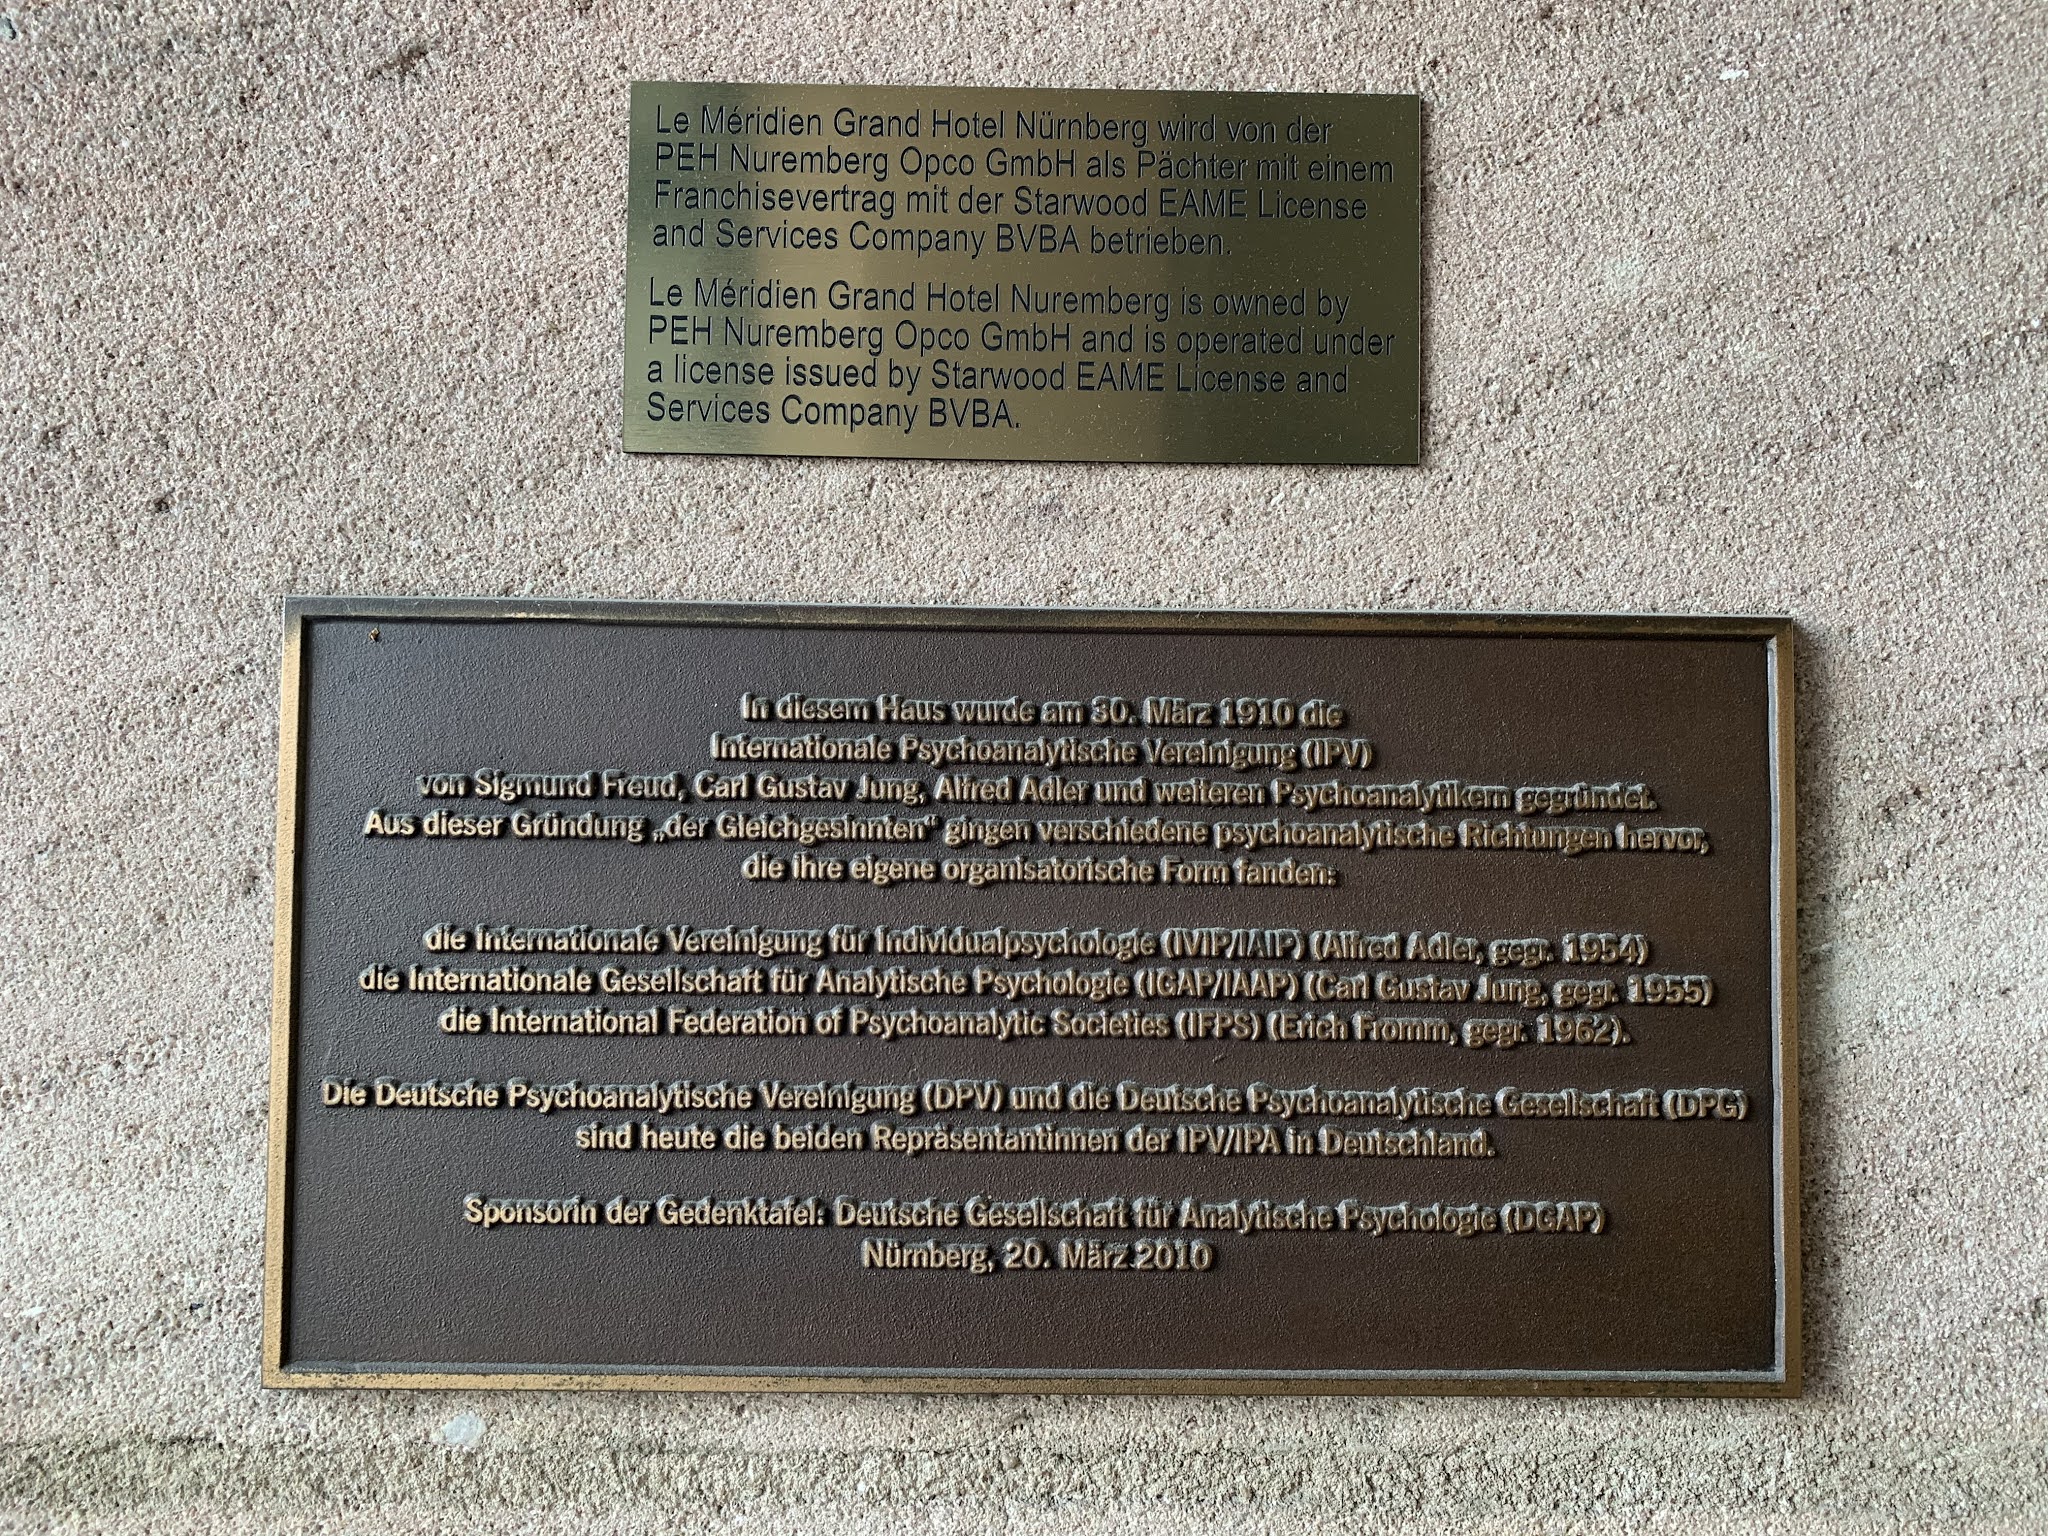 Le Méridien Grand Hotel Nürnberg wird von der
PEH Nuremberg Opco GmbH als Pächter mit einem
Franchisevertrag mit der Starwood EAME License
and Services Company BVBA betrieben.
Le Méridien Grand Hotel Nuremberg is owned by
PEH Nuremberg Opco GmbH and is operated under
a license issued by Starwood EAME License and
Services Company BVBA.
In diesem Haus wurde am 30. März 1910 die
Internationale Psychoanalytische Vereinigung (IPV)
von Sigmund Freud, Carl Gustav Jung, Alfred Adler und weiteren Psychoanalytikern gegründet.
Aus dieser Gründung „der Gleichgesinnten“ gingen verschiedene psychoanalytische Richtungen hervor,
die ihre eigene organisatorische Form fanden:
die Internationale Vereinigung für Individualpsychologie (IVIP/IAIP) (Alfred Adler, gegr. 1954)
die Internationale Gesellschaft für Analytische Psychologie (IGAP/IAAP) (Carl Gustav Jung, gegr. 1955)
die International Federation of Psychoanalytic Societies (IFPS) (Erich Fromm, gegr. 1962).
Die Deutsche Psychoanalytische Vereinigung (DPV) und die Deutsche Psychoanalytische Gesellschaft (DPG)
sind heute die beiden Repräsentantinnen der IPV/IPA in Deutschland.
Sponsorin der Gedenktafel: Deutsche Gesellschaft für Analytische Psychologie (DGAP)
Nürnberg, 20. März 2010